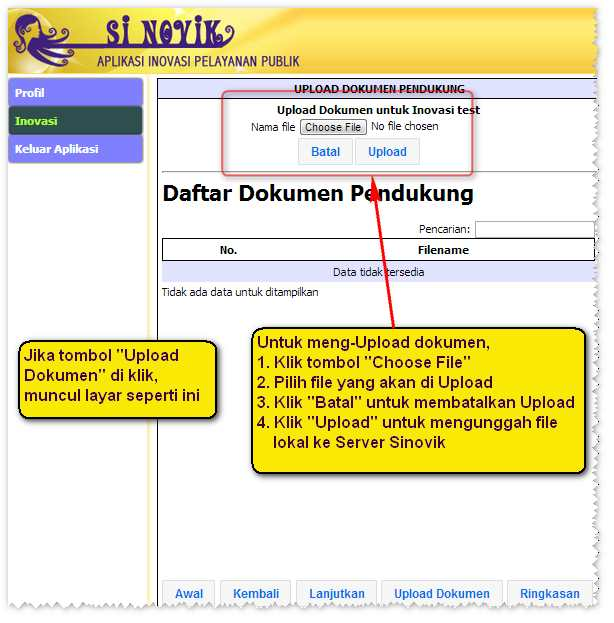 SI NOVIK
APLIKASI INOVASI PELAYANAN PUBLIK
Profil
Inovasi
Keluar Aplikasi
UPLOAD DOKUMEN PENDUKUNG
Upload Dokumen untuk Inovasi test
Nama file Choose File No file chosen
Batal Upload
Daftar Dokumen Pendukung
Pencarian:
No. Filename
Data tidak tersedia
Tidak ada data untuk ditampilkan
Jika tombol "Upload
Dokumen" di klik,
muncul layar seperti ini
Untuk meng-Upload dokumen,
1. Klik tombol "Choose File"
2. Pilih file yang akan di Upload
3. Klik "Batal" untuk membatalkan Upload
4. Klik "Upload" untuk mengunggah file
lokal ke Server Sinovik
Awal Kembali Lanjutkan Upload Dokumen Ringkasan